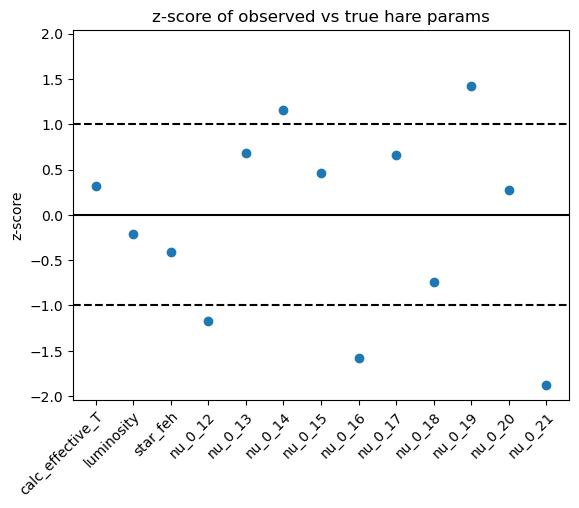 z-score of observed vs true hare params
2.0
1.5
1.0
0.5
0.0
−0.5
−1.0
−1.5
−2.0
z-score
calc_effective_T
luminosity
star_feh
nu_0_12
nu_0_13
nu_0_14
nu_0_15
nu_0_16
nu_0_17
nu_0_18
nu_0_19
nu_0_20
nu_0_21